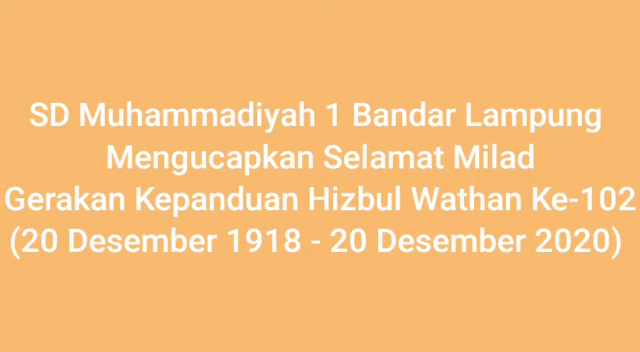 SD Muhammadiyah 1 Bandar Lampung
Mengucapkan Selamat Milad
Gerakan Kepanduan Hizbul Wathan Ke-102
(20 Desember 1918 - 20 Desember 2020)